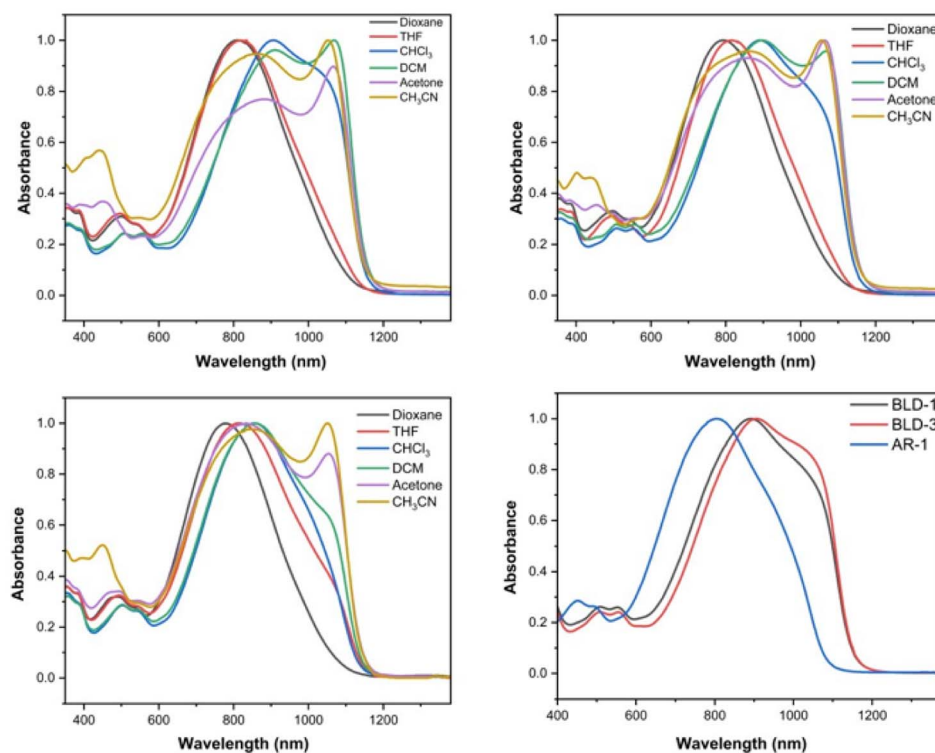 Dioxane
THF
CHCl₃
DCM
Acetone
CH₃CN
1.0
0.8
0.6
0.4
0.2
0.0
Absorbance
400 600 800 1000 1200
Wavelength (nm)
Dioxane
THF
CHCl₃
DCM
Acetone
CH₃CN
1.0
0.8
0.6
0.4
0.2
0.0
Absorbance
400 600 800 1000 1200
Wavelength (nm)
Dioxane
THF
CHCl₃
DCM
Acetone
CH₃CN
1.0
0.8
0.6
0.4
0.2
0.0
Absorbance
400 600 800 1000 1200
Wavelength (nm)
BLD-1
BLD-3
AR-1
1.0
0.8
0.6
0.4
0.2
0.0
Absorbance
400 600 800 1000 1200
Wavelength (nm)